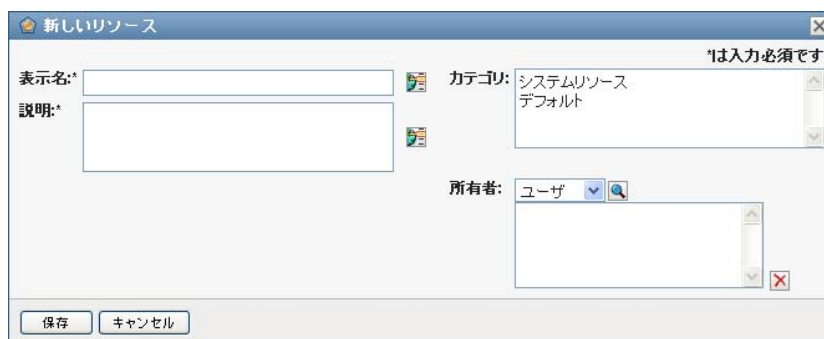 新しいリソース
*は入力必須です
表示名:*
カテゴリ:
システムリソース
デフォルト
説明:*
所有者:
ユーザ
保存
キャンセル